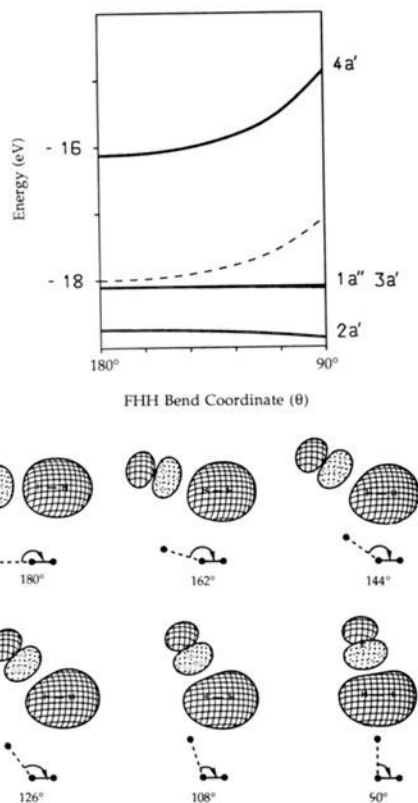 4a'
- 16
Energy (eV)
- 18
1a" 3a'
2a'
180° 90°
FHH Bend Coordinate (θ)
180° 162° 144°
126° 108° 90°